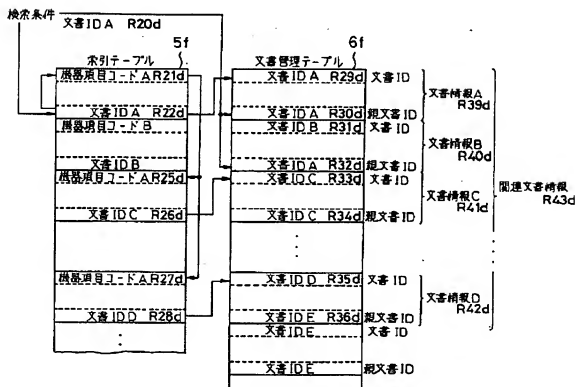 検索条件
文書ID A R20d
索引テーブル 5f
機器項目コードA R21d
文書ID A R22d
機器項目コードB
文書ID B
機器項目コードA R25d
文書ID C R26d
機器項目コードA R27d
文書ID D R28d
文書管理テーブル 6f
文書ID A R29d 文書ID
文書ID A R30d 親文書ID
文書ID B R31d 文書ID
文書ID A R32d 親文書ID
文書ID C R33d 文書ID
文書ID C R34d 親文書ID
文書ID D R35d 文書ID
文書ID D R36d 親文書ID
文書ID E 文書ID
文書ID E 親文書ID
文書情報A
R39d
文書情報B
R40d
文書情報C
R41d
文書情報D
R42d
関連文書情報
R43d